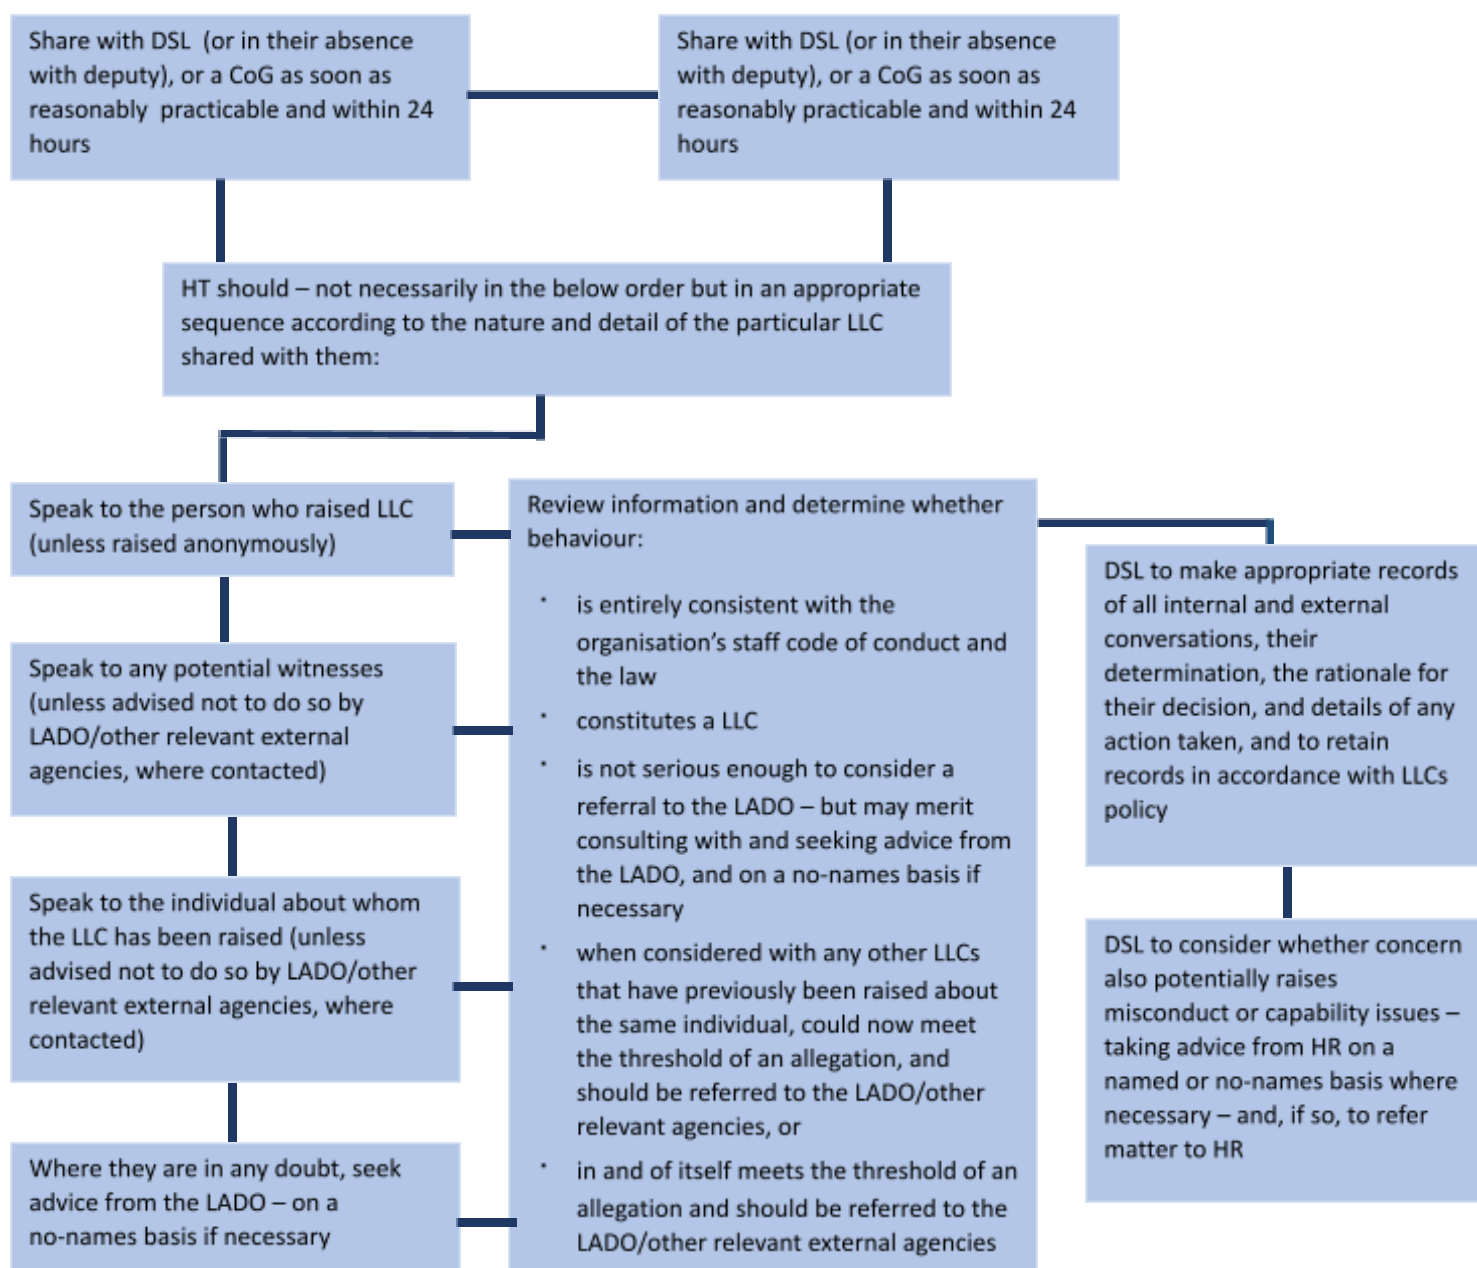 Share with DSL  (or in their absence
with deputy), or a CoG as soon as
reasonably  practicable and within 24
hours
Share with DSL (or in their absence
with deputy), or a CoG as soon as
reasonably practicable and within 24
hours
HT should – not necessarily in the below order but in an appropriate
sequence according to the nature and detail of the particular LLC
shared with them:
Speak to the person who raised LLC
(unless raised anonymously)
Speak to any potential witnesses
(unless advised not to do so by
LADO/other relevant external
agencies, where contacted)
Speak to the individual about whom
the LLC has been raised (unless
advised not to do so by LADO/other
relevant external agencies, where
contacted)
Where they are in any doubt, seek
advice from the LADO – on a
no-names basis if necessary
Review information and determine whether
behaviour:
· is entirely consistent with the
organisation’s staff code of conduct and
the law
· constitutes a LLC
· is not serious enough to consider a
referral to the LADO – but may merit
consulting with and seeking advice from
the LADO, and on a no-names basis if
necessary
· when considered with any other LLCs
that have previously been raised about
the same individual, could now meet
the threshold of an allegation, and
should be referred to the LADO/other
relevant agencies, or
· in and of itself meets the threshold of an
allegation and should be referred to the
LADO/other relevant external agencies
DSL to make appropriate records
of all internal and external
conversations, their
determination, the rationale for
their decision, and details of any
action taken, and to retain
records in accordance with LLCs
policy
DSL to consider whether concern
also potentially raises
misconduct or capability issues –
taking advice from HR on a
named or no-names basis where
necessary – and, if so, to refer
matter to HR